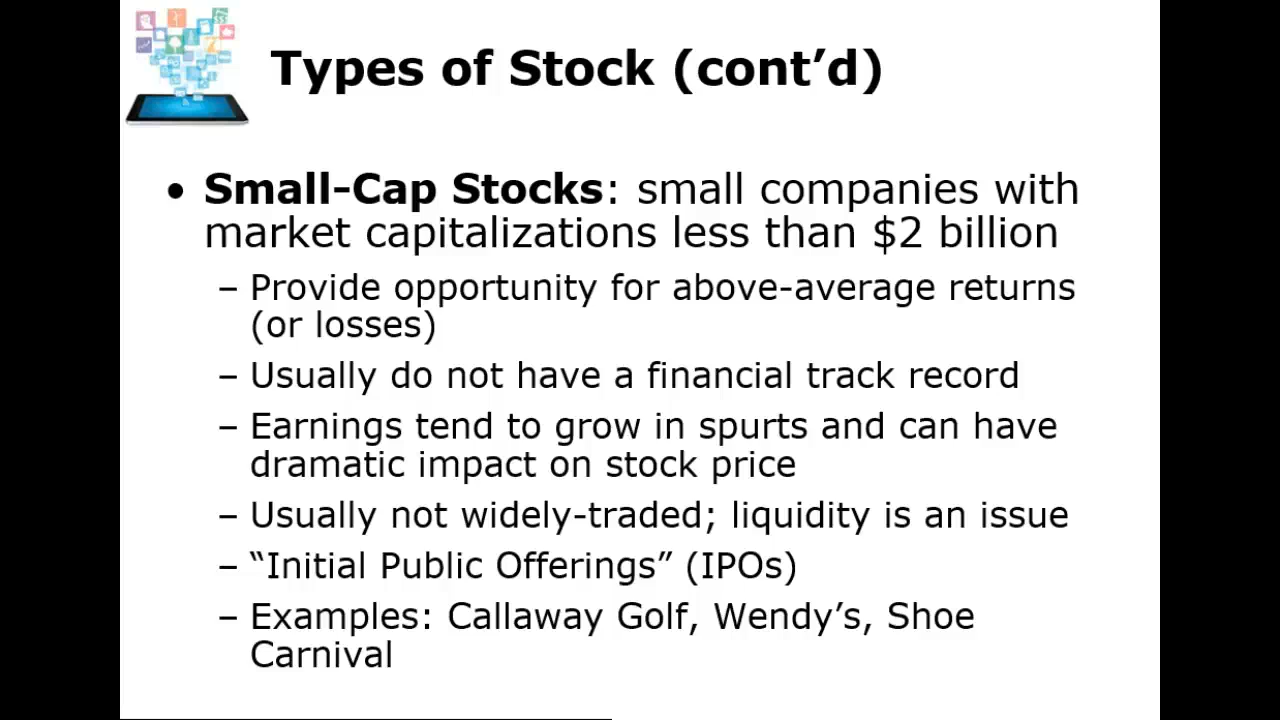 Types of Stock (cont’d)
• Small-Cap Stocks: small companies with
market capitalizations less than $2 billion
– Provide opportunity for above-average returns
(or losses)
– Usually do not have a financial track record
– Earnings tend to grow in spurts and can have
dramatic impact on stock price
– Usually not widely-traded; liquidity is an issue
– “Initial Public Offerings” (IPOs)
– Examples: Callaway Golf, Wendy’s, Shoe
Carnival